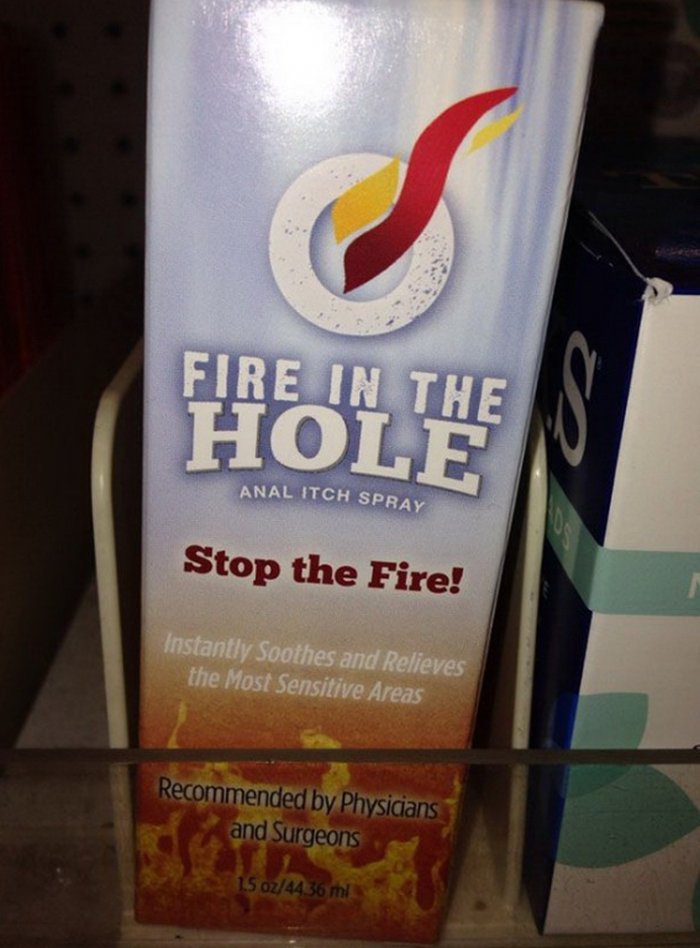 FIRE IN THE
HOLE
ANAL ITCH SPRAY
Stop the Fire!
Instantly Soothes and Relieves
the Most Sensitive Areas
Recommended by Physicians
and Surgeons
1.5 oz/44.36 ml
S
ADS